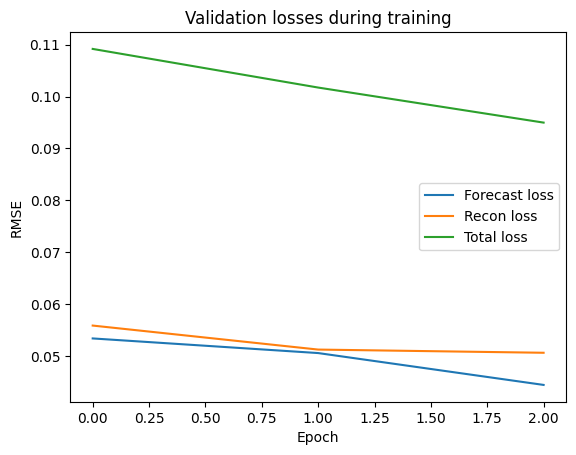 Validation losses during training
0.11
0.10
0.09
0.08
0.07
0.06
0.05
RMSE
Forecast loss
Recon loss
Total loss
0.00 0.25 0.50 0.75 1.00 1.25 1.50 1.75 2.00
Epoch